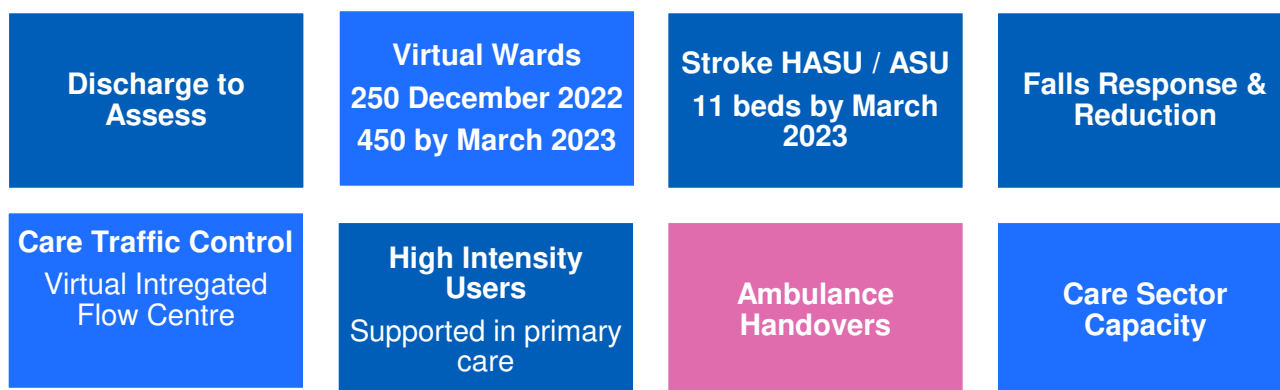 Discharge to
Assess
Virtual Wards
250 December 2022
450 by March 2023
Stroke HASU / ASU
11 beds by March
2023
Falls Response &
Reduction
Care Traffic Control
Virtual Intregated
Flow Centre
High Intensity
Users
Supported in primary
care
Ambulance
Handovers
Care Sector
Capacity